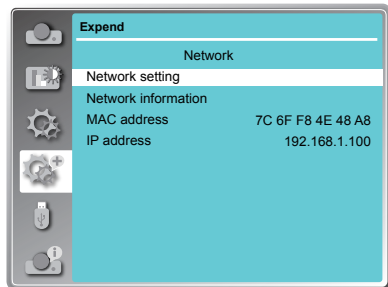 Expend
Network
Network setting
Network information
MAC address 7C 6F F8 4E 48 A8
IP address 192.168.1.100